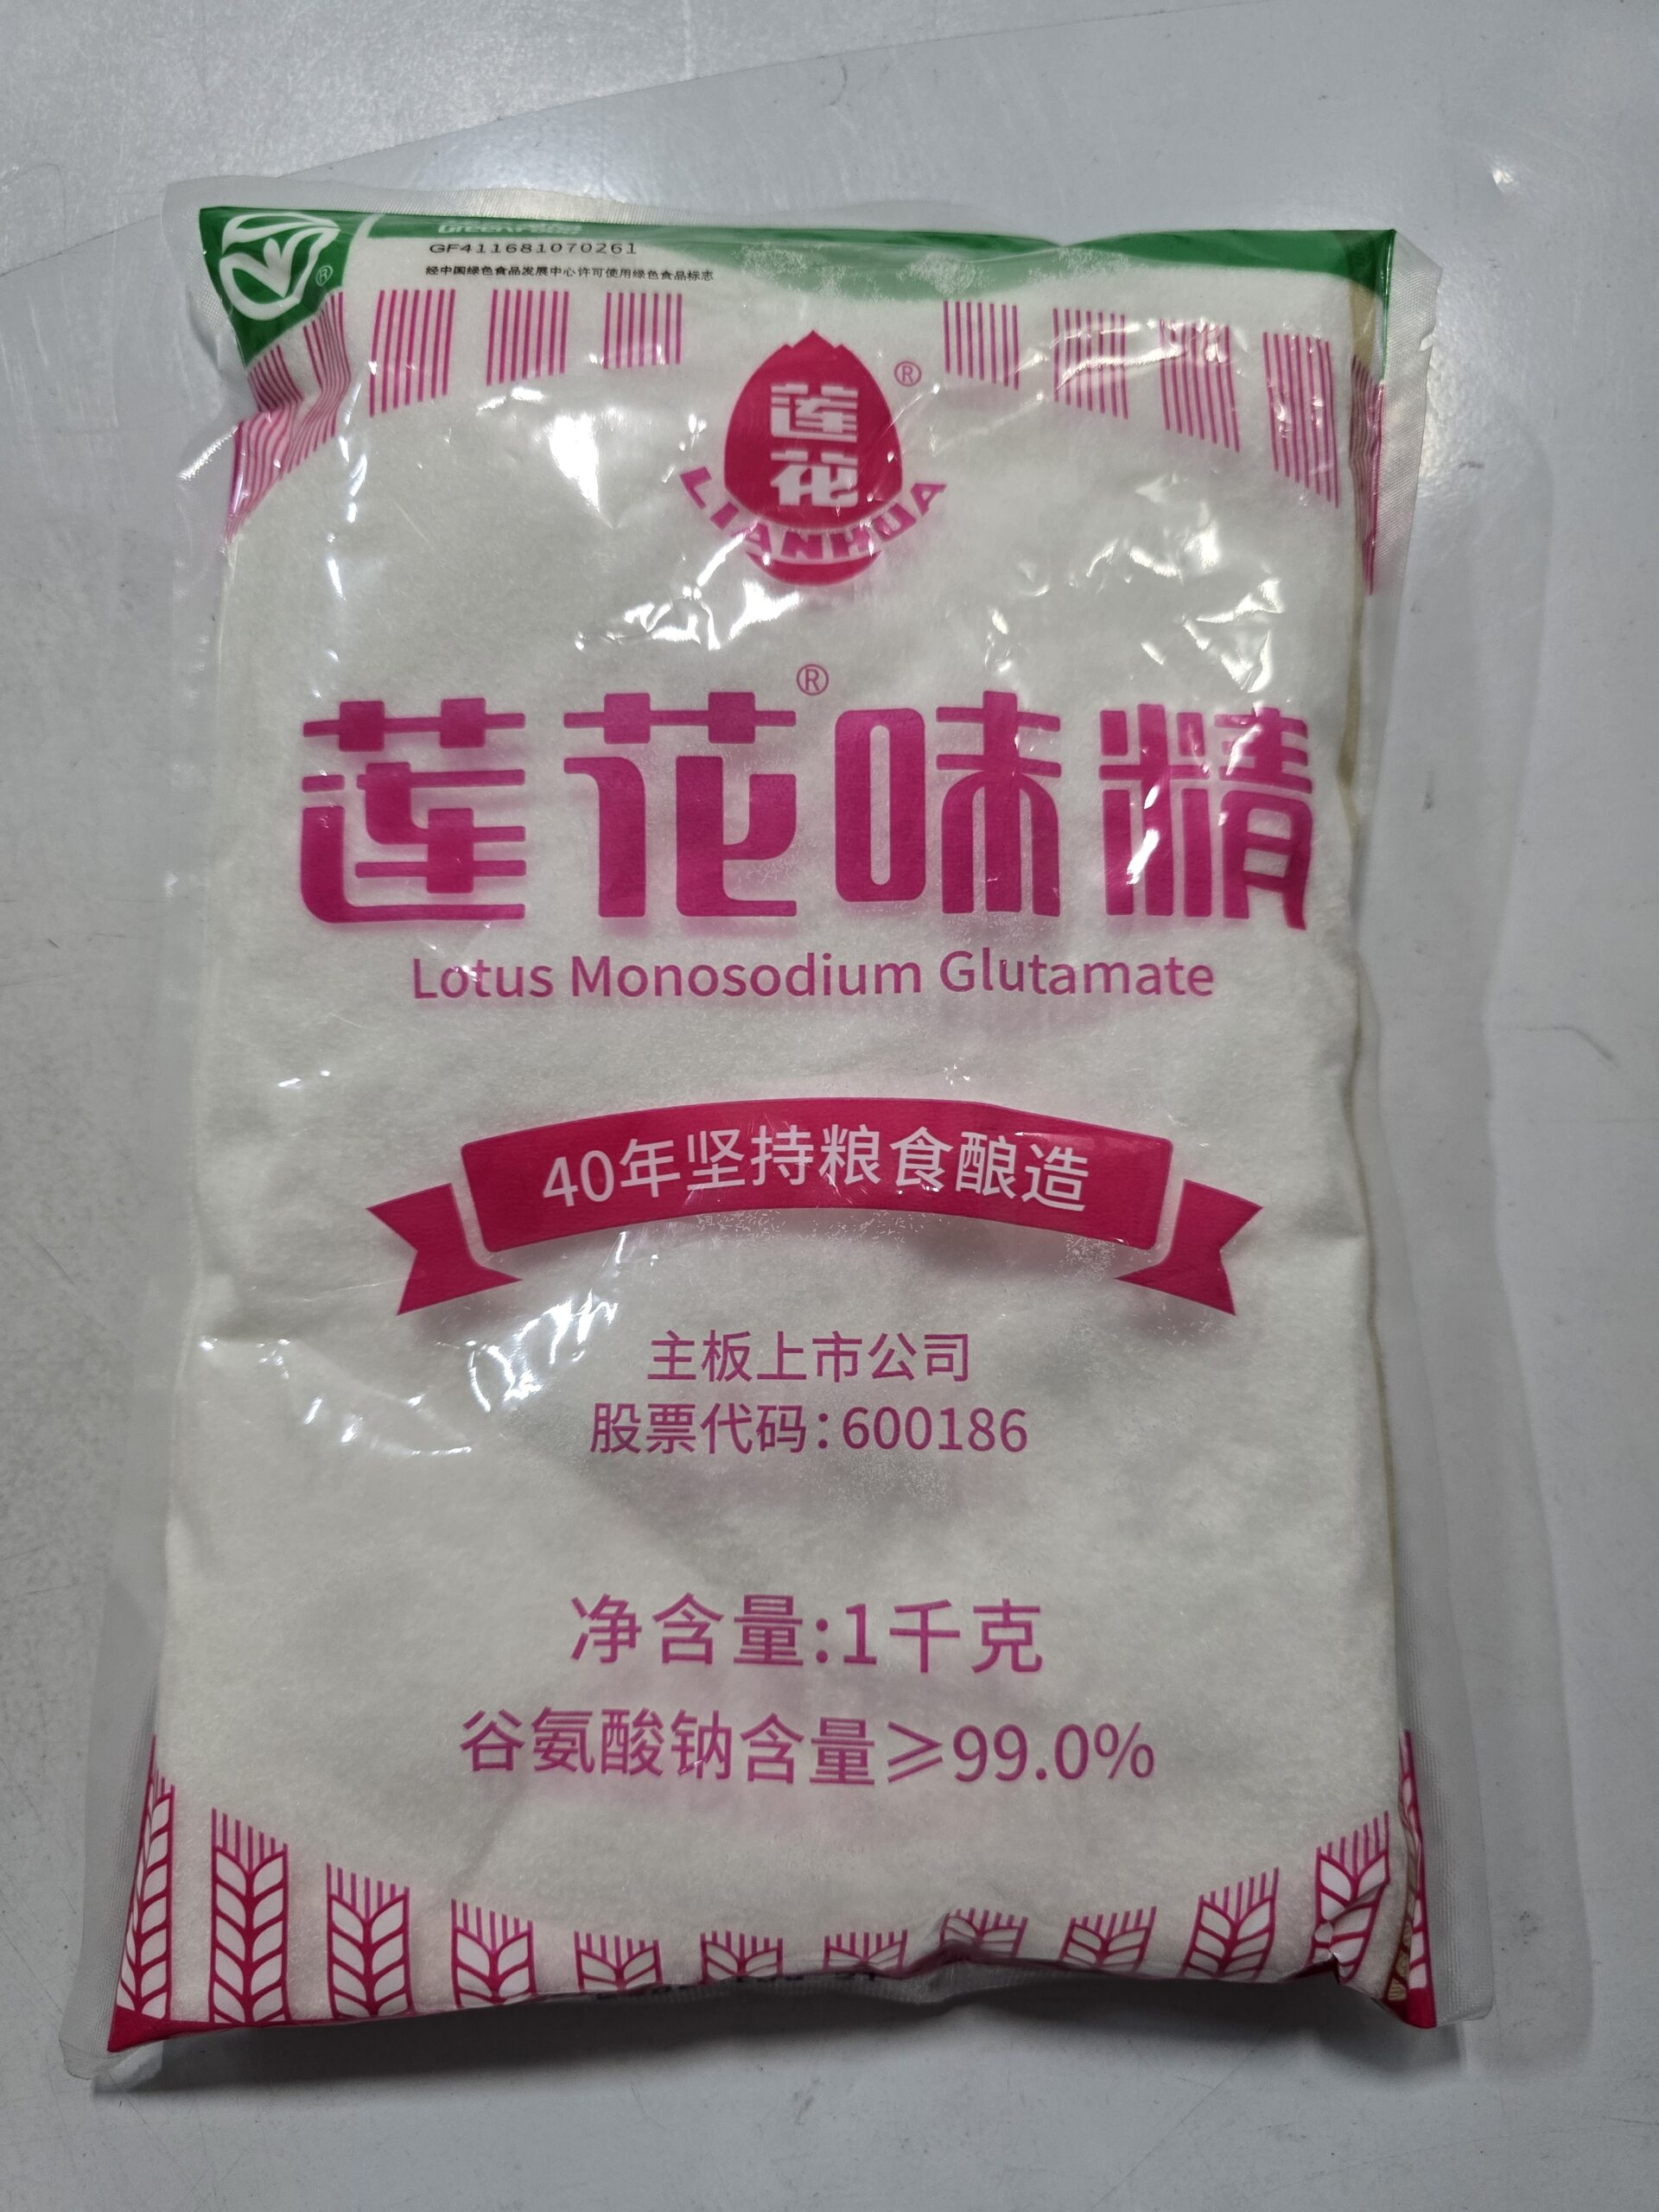 GF411681070261
经中国绿色食品发展中心许可使用绿色食品标志
®
莲花
®
LIANHUA
®
莲花味精
Lotus Monosodium Glutamate
40年坚持粮食酿造
主板上市公司
股票代码:600186
净含量:1千克
谷氨酸钠含量≥99.0%